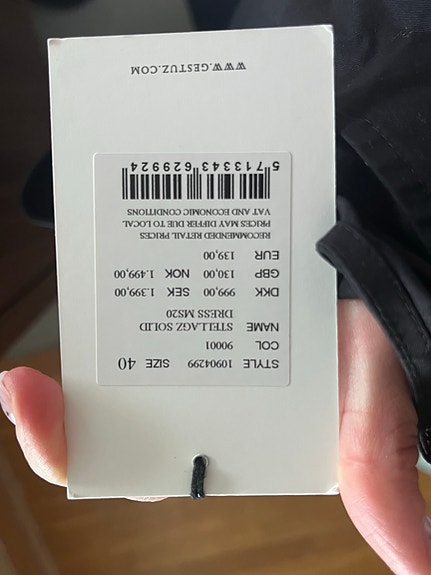 STYLE 10904299 SIZE 40
COL 90001
NAME STELLAGZ SOLID
DRESS MS20
DKK 999,00 SEK 1.399,00
GBP 130,00 NOK 1.499,00
EUR 139,00
RECOMMENDED RETAIL PRICES
PRICES MAY DIFFER DUE TO LOCAL
VAT AND ECONOMIC CONDITIONS
5 713343 629924
WWW.GESTUZ.COM